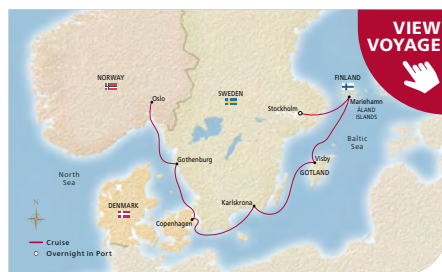 VIEW
VOYAGE
NORWAY
SWEDEN
FINLAND
Oslo
Stockholm
Mariehamn
ÅLAND
ISLANDS
Baltic
Sea
North
Sea
Gothenburg
Visby
GOTLAND
DENMARK
Karlskrona
Copenhagen
N
Cruise
Overnight in Port